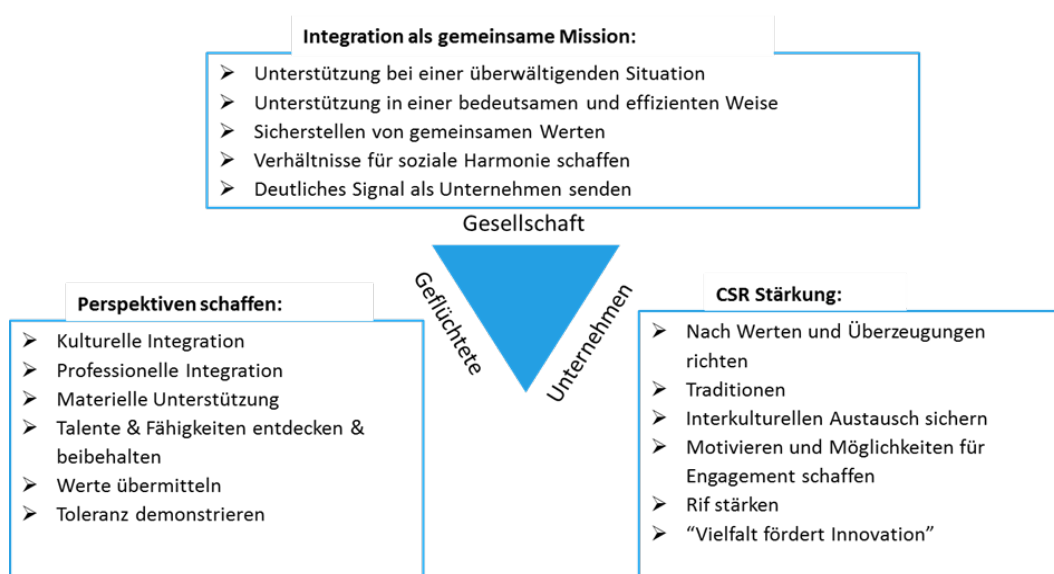 Integration als gemeinsame Mission:
➢ Unterstützung bei einer überwältigenden Situation
➢ Unterstützung in einer bedeutsamen und effizienten Weise
➢ Sicherstellen von gemeinsamen Werten
➢ Verhältnisse für soziale Harmonie schaffen
➢ Deutliches Signal als Unternehmen senden
Gesellschaft
Geflüchtete
Unternehmen
Perspektiven schaffen:
➢ Kulturelle Integration
➢ Professionelle Integration
➢ Materielle Unterstützung
➢ Talente & Fähigkeiten entdecken &
beibehalten
➢ Werte übermitteln
➢ Toleranz demonstrieren
CSR Stärkung:
➢ Nach Werten und Überzeugungen
richten
➢ Traditionen
➢ Interkulturellen Austausch sichern
➢ Motivieren und Möglichkeiten für
Engagement schaffen
➢ Rif stärken
➢ “Vielfalt fördert Innovation”